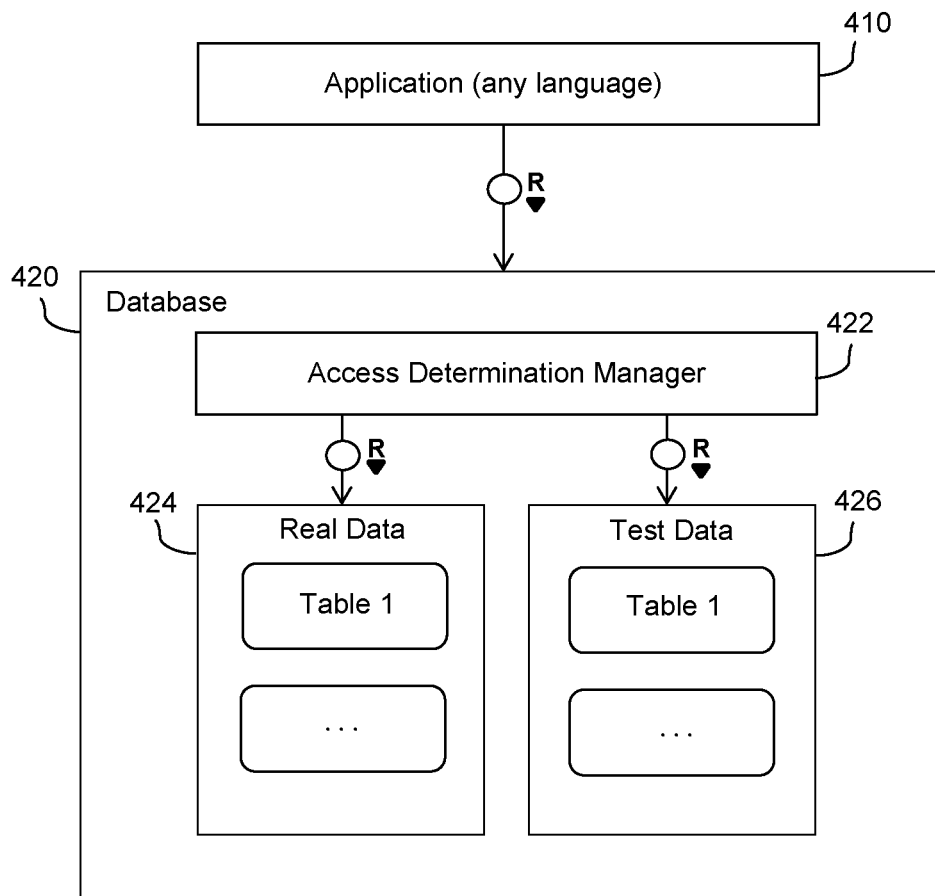 410
Application (any language)
R
420
Database
422
Access Determination Manager
R
R
424
Real Data
Test Data
426
Table 1
Table 1
...
...